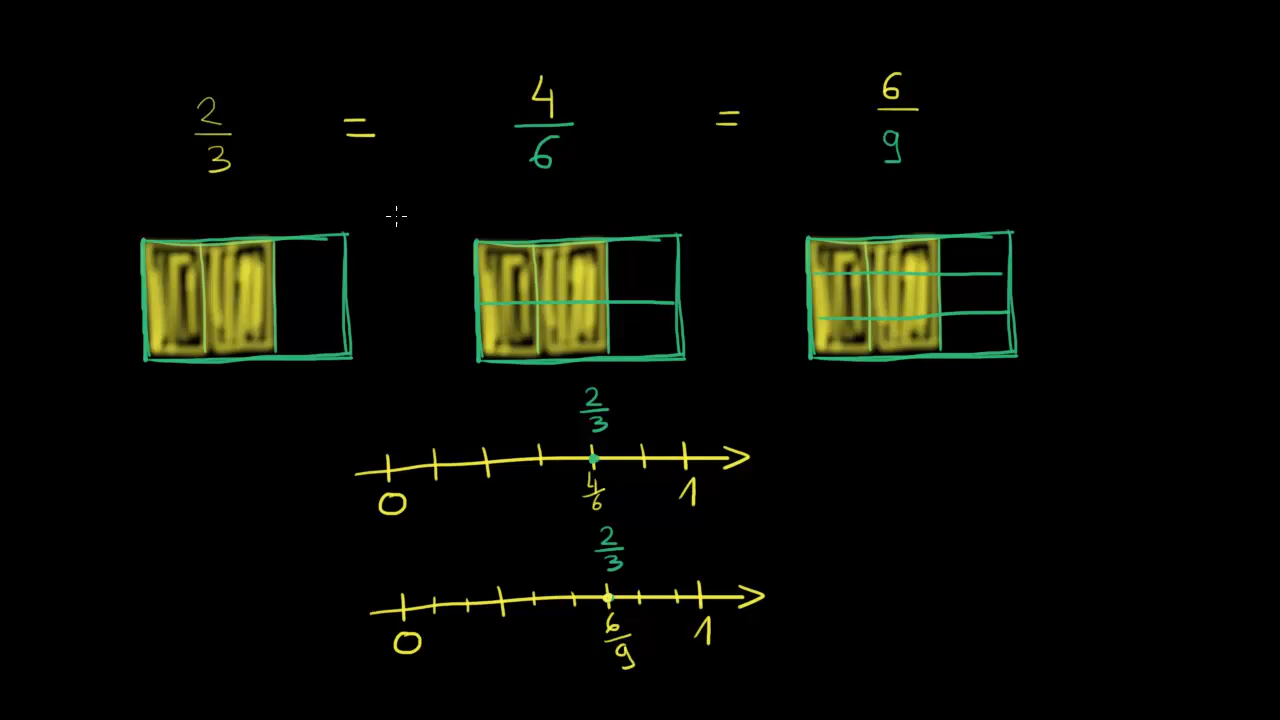 2/3 = 4/6 = 6/9
2/3
0 4/6 1
2/3
0 6/9 1